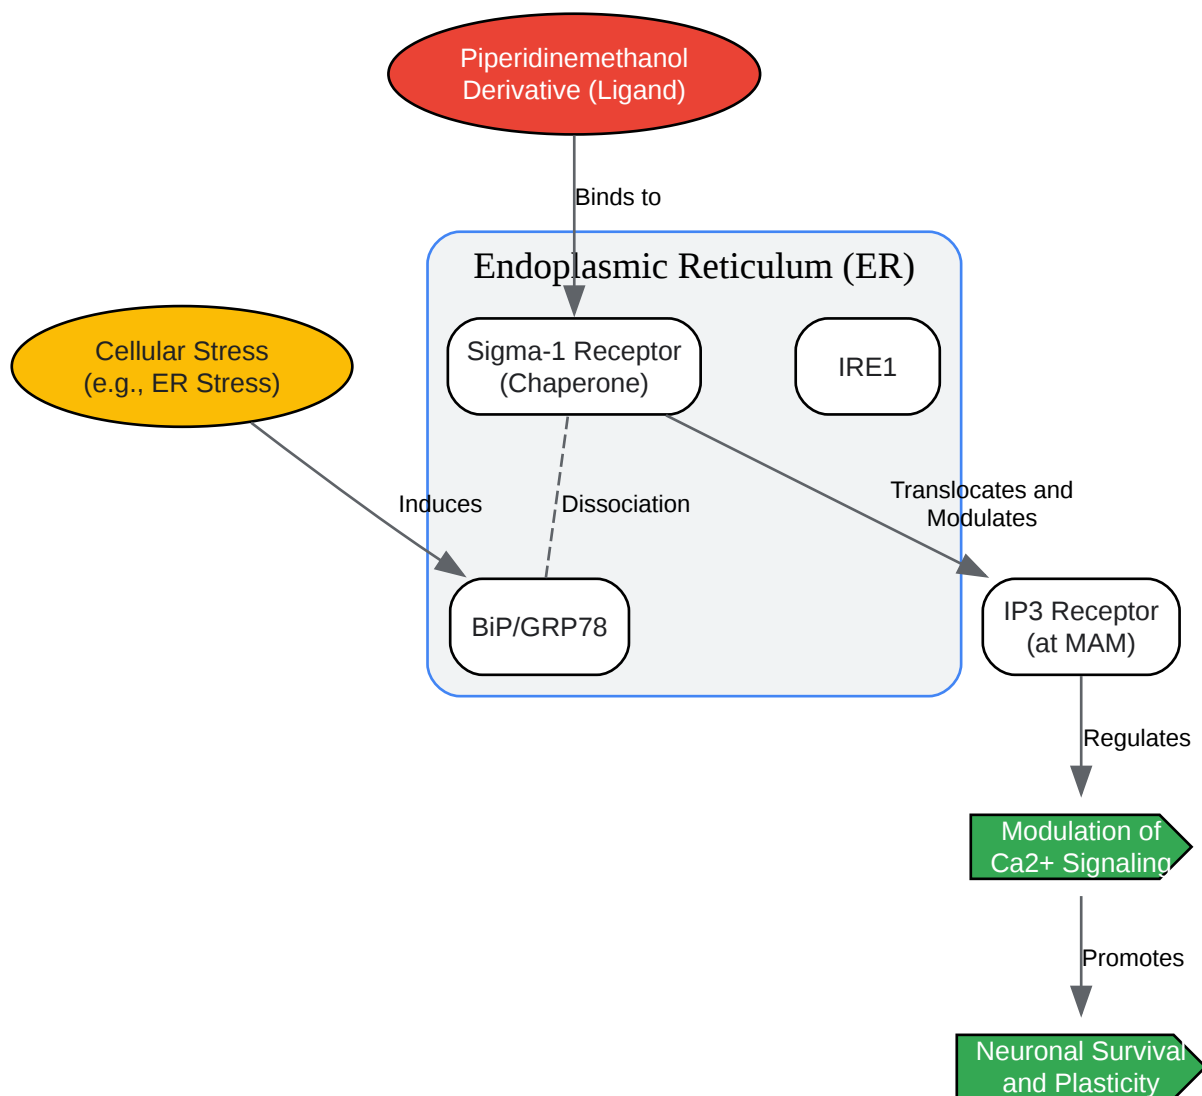 Piperidinemethanol
Derivative (Ligand)
Binds to
Endoplasmic Reticulum (ER)
Cellular Stress
(e.g., ER Stress)
Sigma-1 Receptor
(Chaperone)
IRE1
Induces
Dissociation
Translocates and
Modulates
BiP/GRP78
IP3 Receptor
(at MAM)
Regulates
Modulation of
Ca2+ Signaling
Promotes
Neuronal Survival
and Plasticity